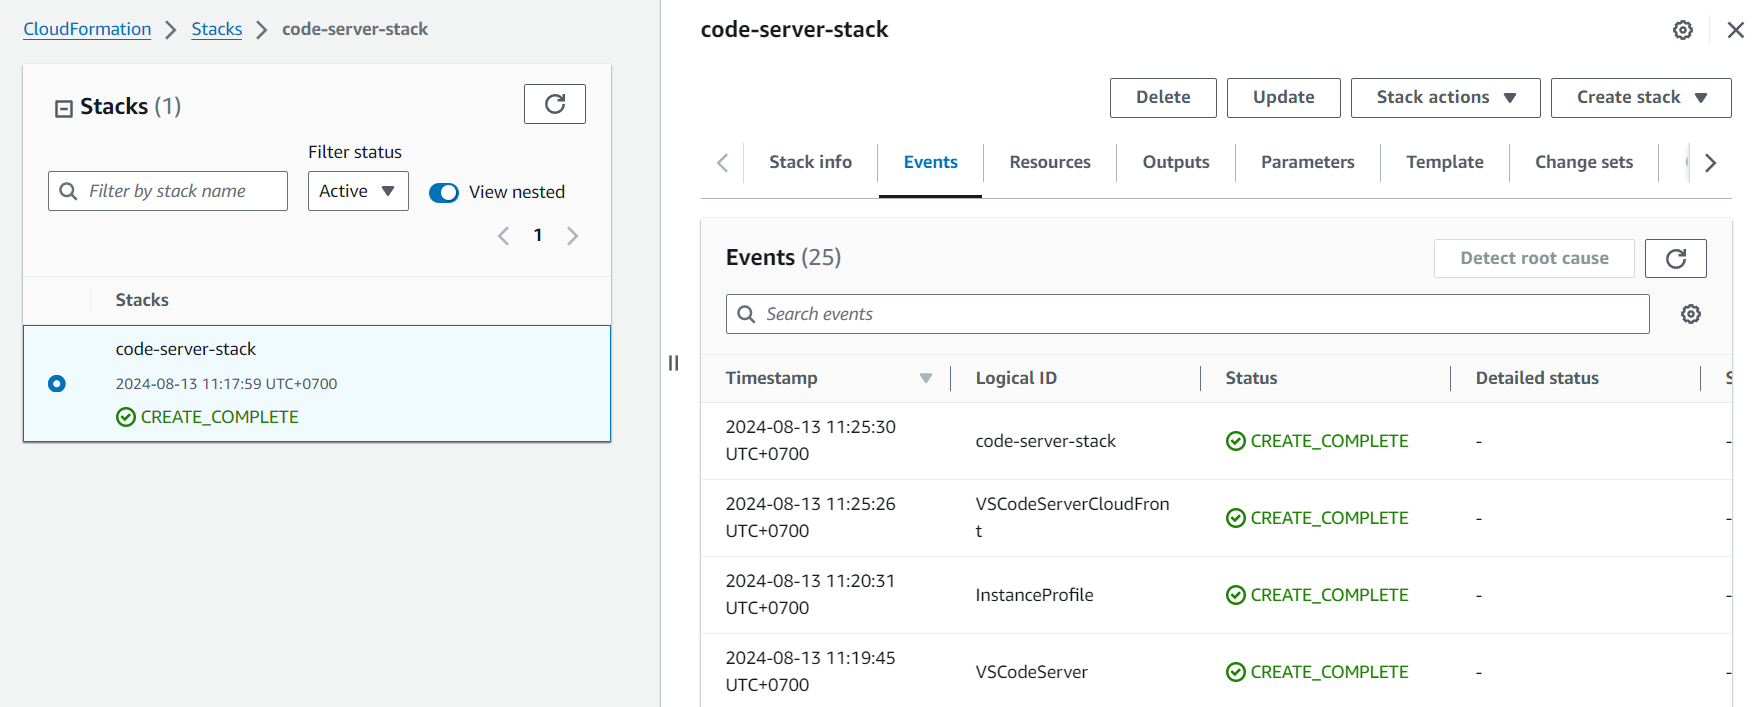 CloudFormation > Stacks > code-server-stack
Stacks (1)
Filter status
Filter by stack name
Active
View nested
1
Stacks
code-server-stack
2024-08-13 11:17:59 UTC+0700
CREATE_COMPLETE
code-server-stack
Delete Update Stack actions Create stack
Stack info Events Resources Outputs Parameters Template Change sets
Events (25)
Detect root cause
Search events
Timestamp Logical ID Status Detailed status
2024-08-13 11:25:30
UTC+0700
code-server-stack
CREATE_COMPLETE
-
-
2024-08-13 11:25:26
UTC+0700
VSCodeServerCloudFron
t
CREATE_COMPLETE
-
-
2024-08-13 11:20:31
UTC+0700
InstanceProfile
CREATE_COMPLETE
-
-
2024-08-13 11:19:45
UTC+0700
VSCodeServer
CREATE_COMPLETE
-
-